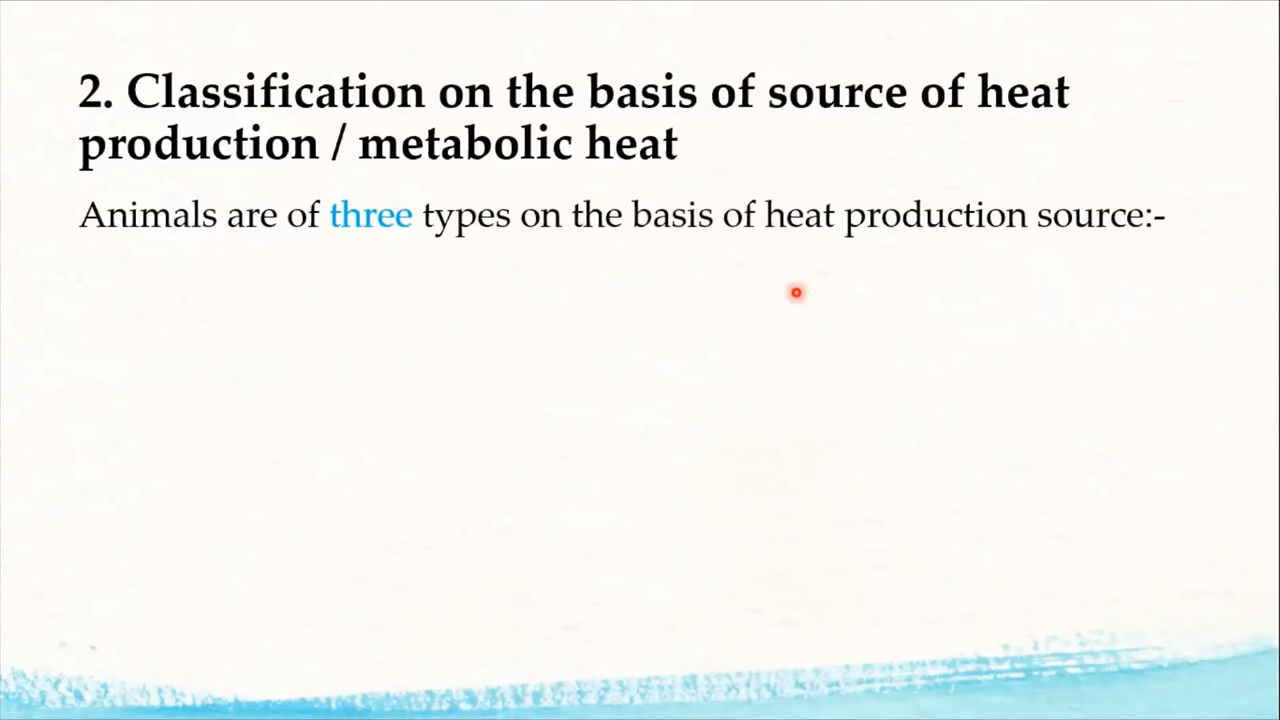 2. Classification on the basis of source of heat
production / metabolic heat
Animals are of three types on the basis of heat production source:-